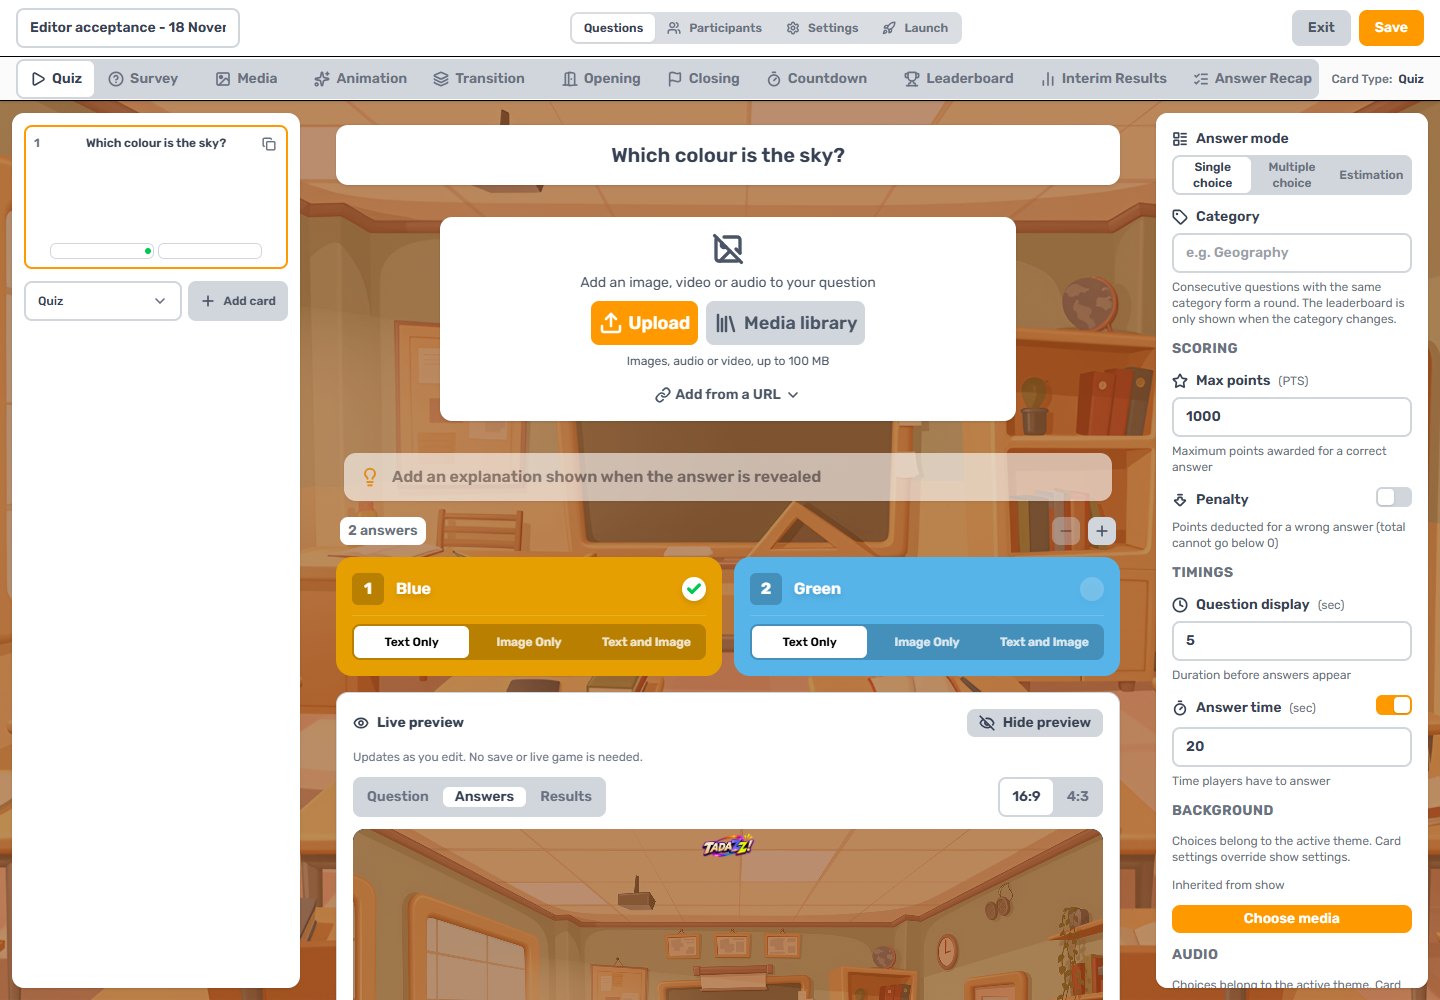 Editor acceptance - 18 Nover
Questions
Participants
Settings
Launch
Exit
Save
Quiz
Survey
Media
Animation
Transition
Opening
Closing
Countdown
Leaderboard
Interim Results
Answer Recap
Card Type: Quiz
1
Which colour is the sky?
Quiz
Add card
Which colour is the sky?
Add an image, video or audio to your question
Upload
Media library
Images, audio or video, up to 100 MB
Add from a URL
Add an explanation shown when the answer is revealed
2 answers
1
Blue
Text Only
Image Only
Text and Image
2
Green
Text Only
Image Only
Text and Image
Live preview
Hide preview
Updates as you edit. No save or live game is needed.
Question
Answers
Results
16:9
4:3
TADAZZ!
Answer mode
Single
choice
Multiple
choice
Estimation
Category
e.g. Geography
Consecutive questions with the same
category form a round. The leaderboard is
only shown when the category changes.
SCORING
Max points (PTS)
1000
Maximum points awarded for a correct
answer
Penalty
Points deducted for a wrong answer (total
cannot go below 0)
TIMINGS
Question display (sec)
5
Duration before answers appear
Answer time (sec)
20
Time players have to answer
BACKGROUND
Choices belong to the active theme. Card
settings override show settings.
Inherited from show
Choose media
AUDIO
Choices belong to the active theme. Card